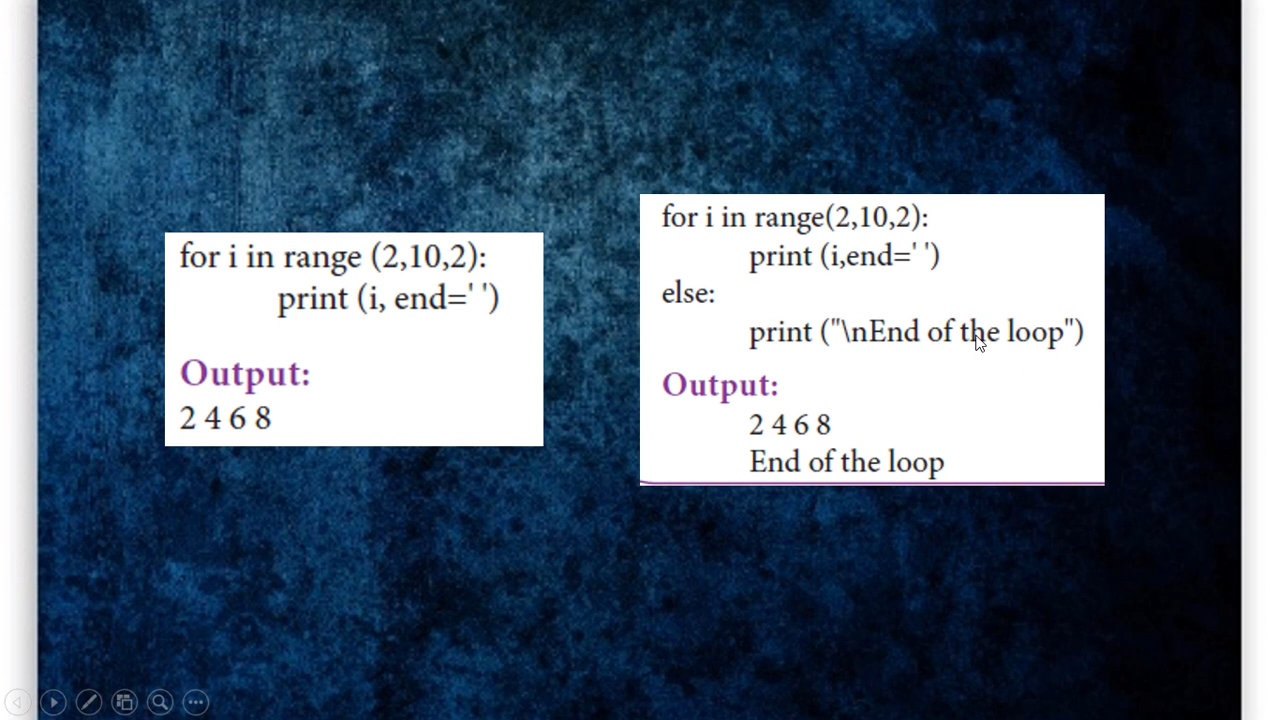 for i in range (2,10,2):
print (i, end=' ')
Output:
2 4 6 8
for i in range(2,10,2):
print (i,end=' ')
else:
print ("\nEnd of the loop")
Output:
2 4 6 8
End of the loop